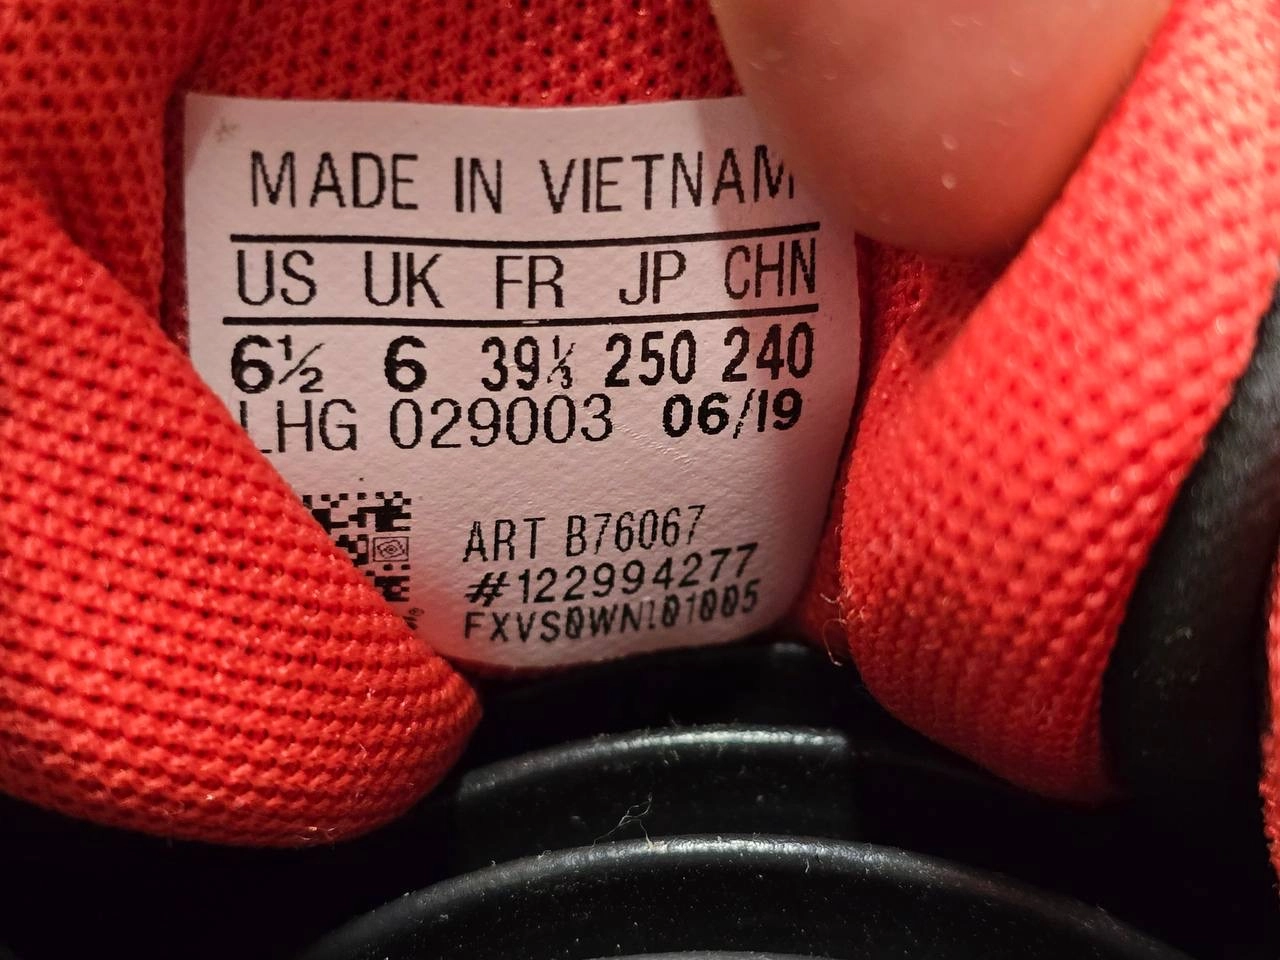 MADE IN VIETNAM
US UK FR JP CHN
6½ 6 39⅓ 250 240
LHG 029003 06/19
ART B76067
#122994277
FXVS0WN101005